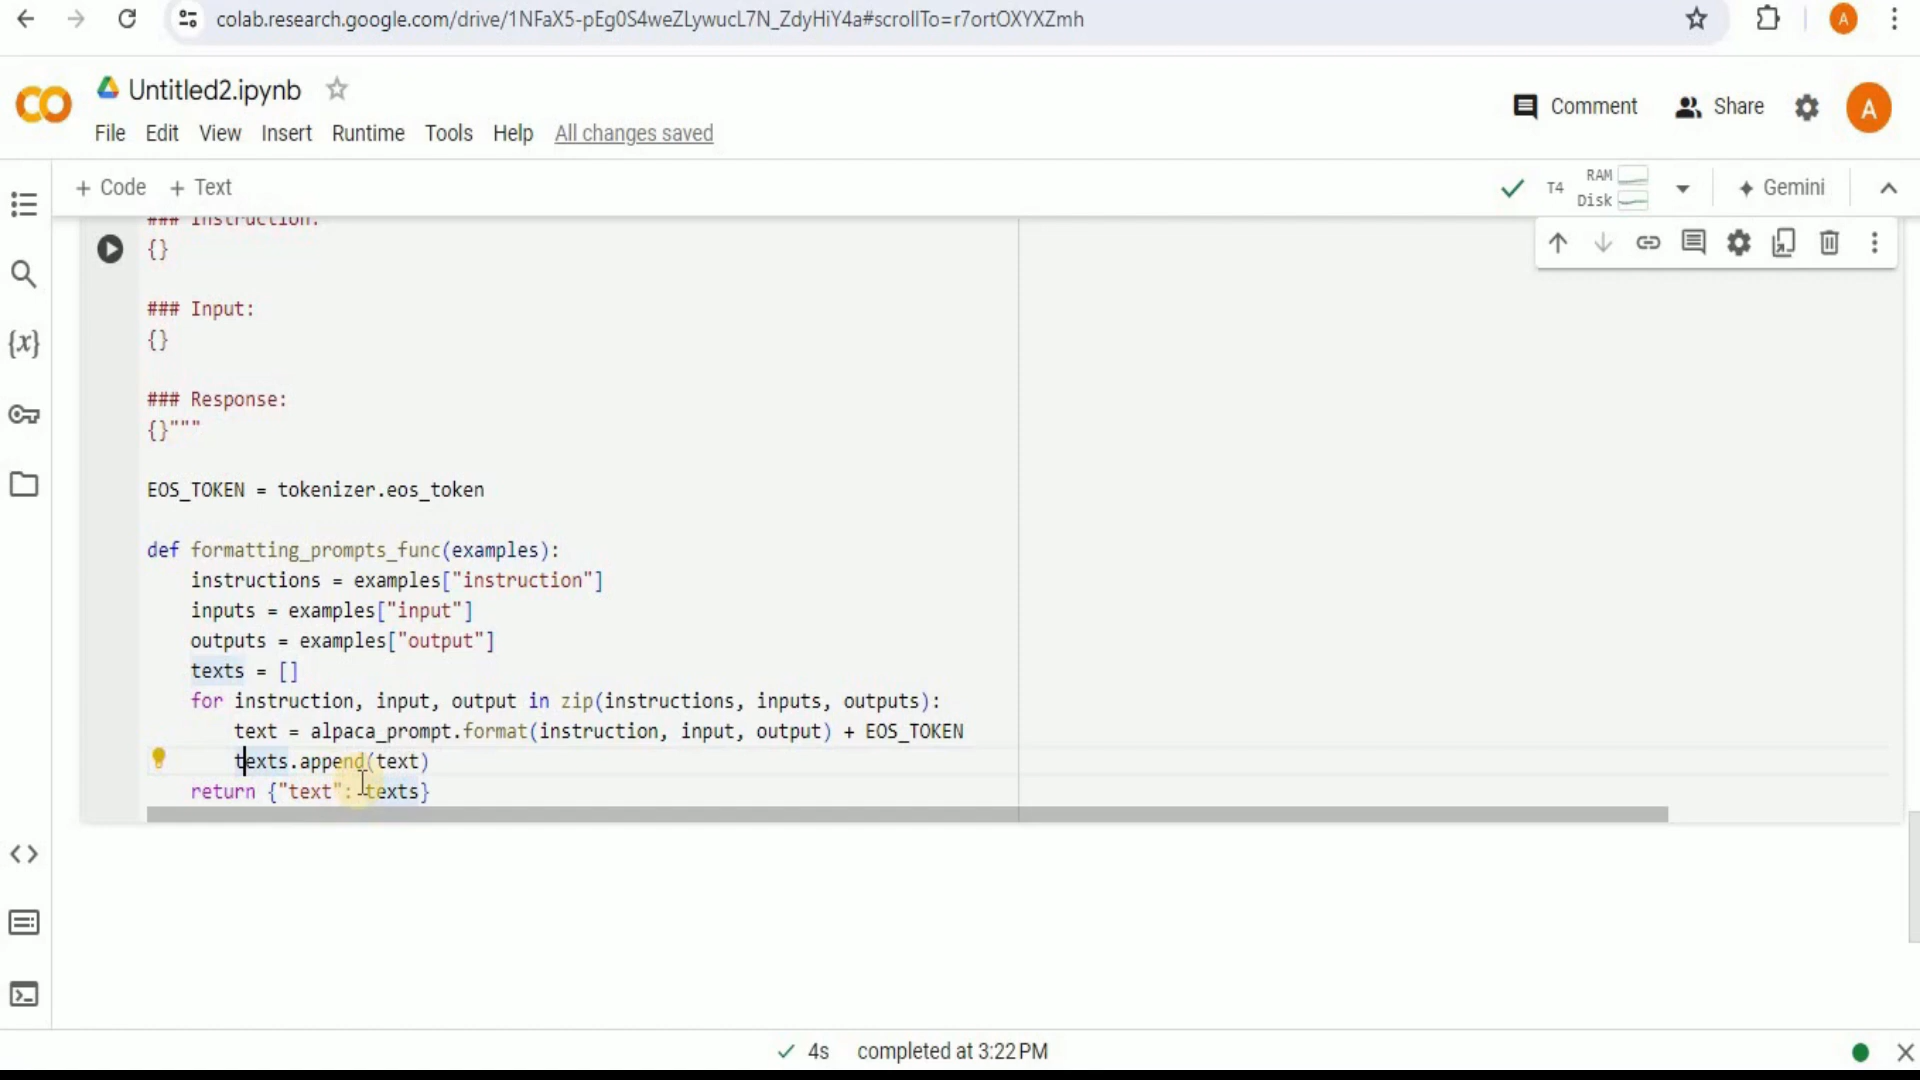 colab.research.google.com/drive/1NFaX5-pEg0S4weZLywucL7N_ZdyHiY4a#scrollTo=r7ortOXYXZmh
A
CO
Untitled2.ipynb
Comment
Share
A
File Edit View Insert Runtime Tools Help All changes saved
+ Code + Text
T4
RAM
Disk
Gemini
### Instruction:
{}
### Input:
{}
### Response:
{}"""
EOS_TOKEN = tokenizer.eos_token
def formatting_prompts_func(examples):
instructions = examples["instruction"]
inputs = examples["input"]
outputs = examples["output"]
texts = []
for instruction, input, output in zip(instructions, inputs, outputs):
text = alpaca_prompt.format(instruction, input, output) + EOS_TOKEN
texts.append(text)
return {"text": texts}
4s completed at 3:22 PM